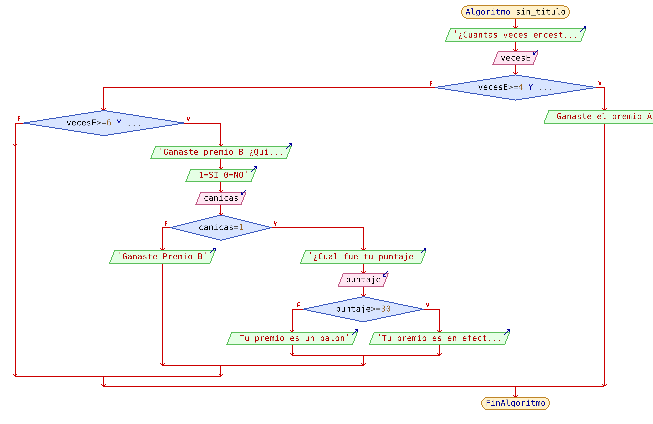 Algoritmo sin_titulo
'¿Cuantas veces encest...
vecesE
F
vecesE>=4 Y ...
V
Ganaste el premio A
F
vecesE>=6 Y ...
V
'Ganaste premio B ¿Qui...
'1=SI 0=NO'
canicas
F
canicas=1
V
'Ganaste Premio B'
'¿Cual fue tu puntaje
puntaje
F
puntaje>=30
V
'Tu premio es un balon'
'Tu premio es en efect...
FinAlgoritmo